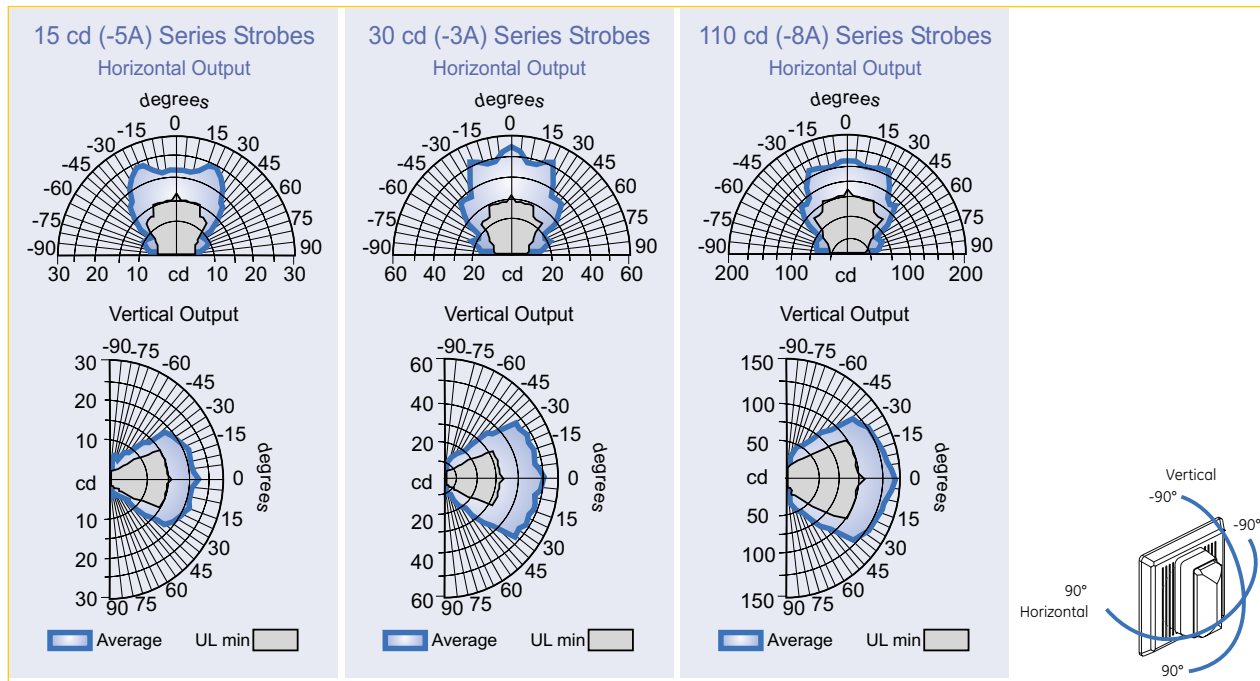 15 cd (-5A) Series Strobes
Horizontal Output
degrees
-90 -75 -60 -45 -30 -15 0 15 30 45 60 75 90
30 20 10 cd 10 20 30
Vertical Output
30 20 10 cd 10 20 30
-90 -75 -60 -45 -30 -15 0 15 30 45 60 75 90
degrees
Average UL min
30 cd (-3A) Series Strobes
Horizontal Output
degrees
-90 -75 -60 -45 -30 -15 0 15 30 45 60 75 90
60 40 20 cd 20 40 60
Vertical Output
60 40 20 cd 20 40 60
-90 -75 -60 -45 -30 -15 0 15 30 45 60 75 90
degrees
Average UL min
110 cd (-8A) Series Strobes
Horizontal Output
degrees
-90 -75 -60 -45 -30 -15 0 15 30 45 60 75 90
200 100 cd 100 200
Vertical Output
150 100 50 cd 50 100 150
-90 -75 -60 -45 -30 -15 0 15 30 45 60 75 90
degrees
Average UL min
Vertical
-90°
-90°
90°
Horizontal
90°